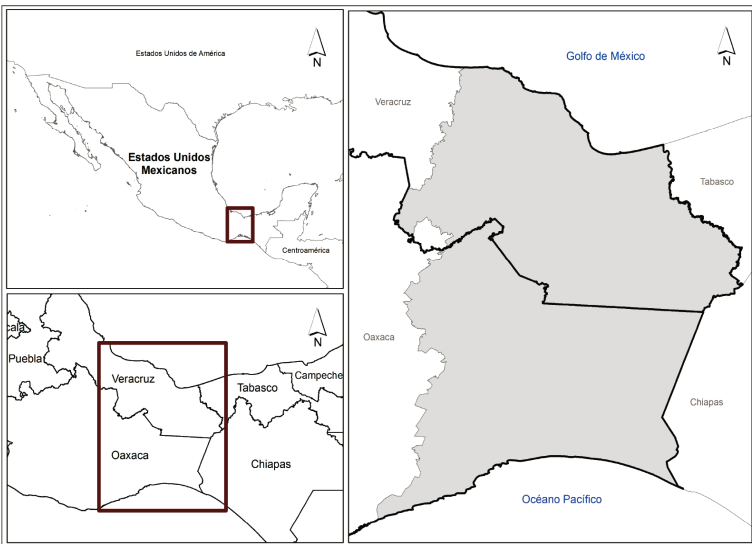 Estados Unidos de América
N
Estados Unidos
Mexicanos
Centroamérica
N
cala
Puebla
Veracruz
Tabasco
Campeche
Oaxaca
Chiapas
Golfo de México
N
Veracruz
Tabasco
Oaxaca
Chiapas
Océano Pacífico